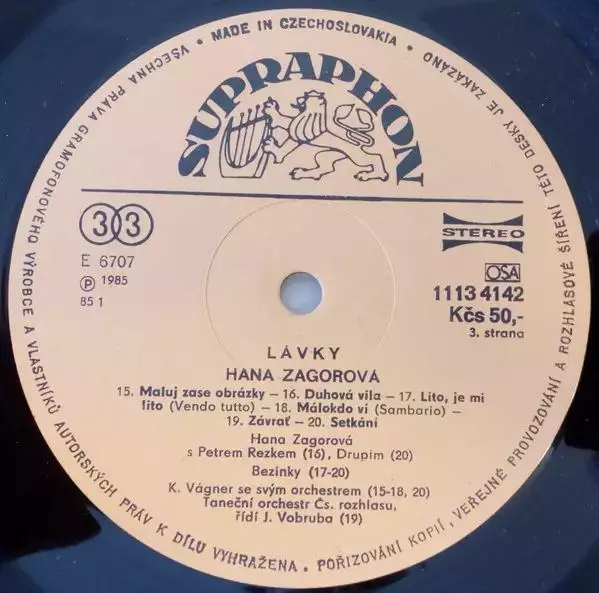 • MADE IN CZECHOSLOVAKIA •
VŠECHNA PRÁVA GRAMOFONOVÉHO VÝROBCE A VLASTNÍKŮ AUTORSKÝCH PRÁV K DÍLU VYHRAŽENA. POŘIZOVÁNÍ KOPIÍ, VEŘEJNÉ PROVOZOVÁNÍ A ROZHLASOVÉ ŠÍŘENÍ TÉTO DESKY JE ZAKÁZÁNO
SUPRAPHON
33
STEREO
E 6707
Ⓟ 1985
85 1
OSA
1113 4142
Kčs 50,-
3. strana
LÁVKY
HANA ZAGOROVÁ
15. Maluj zase obrázky – 16. Duhová víla – 17. Líto, je mi
líto (Vendo tutto) – 18. Málokdo ví (Sambario) –
19. Závrať – 20. Setkání
Hana Zagorová
s Petrem Rezkem (16), Drupim (20)
Bezinky (17-20)
K. Vágner se svým orchestrem (15-18, 20)
Taneční orchestr Čs. rozhlasu,
řídí J. Vobruba (19)